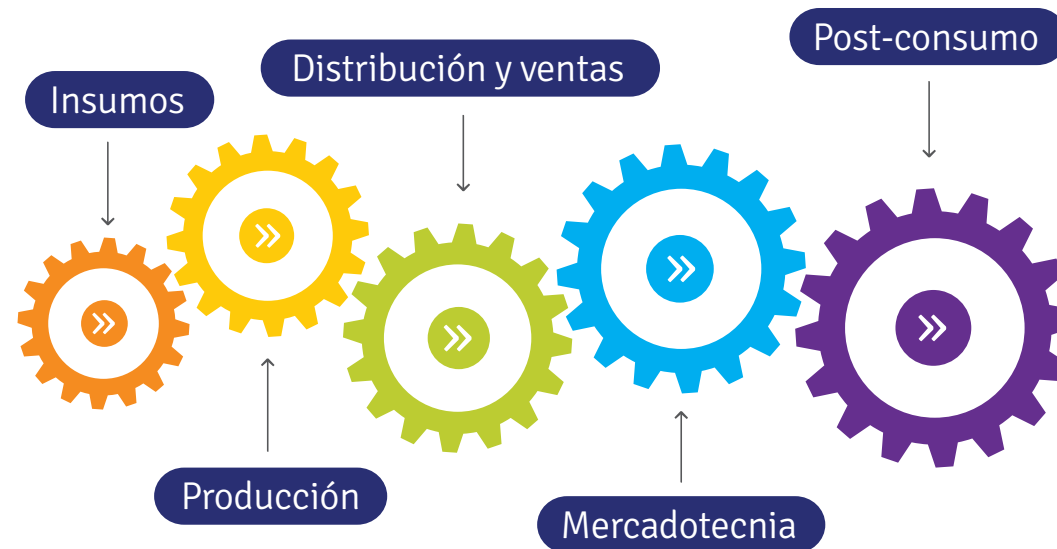 Insumos
Producción
Distribución y ventas
Mercadotecnia
Post-consumo